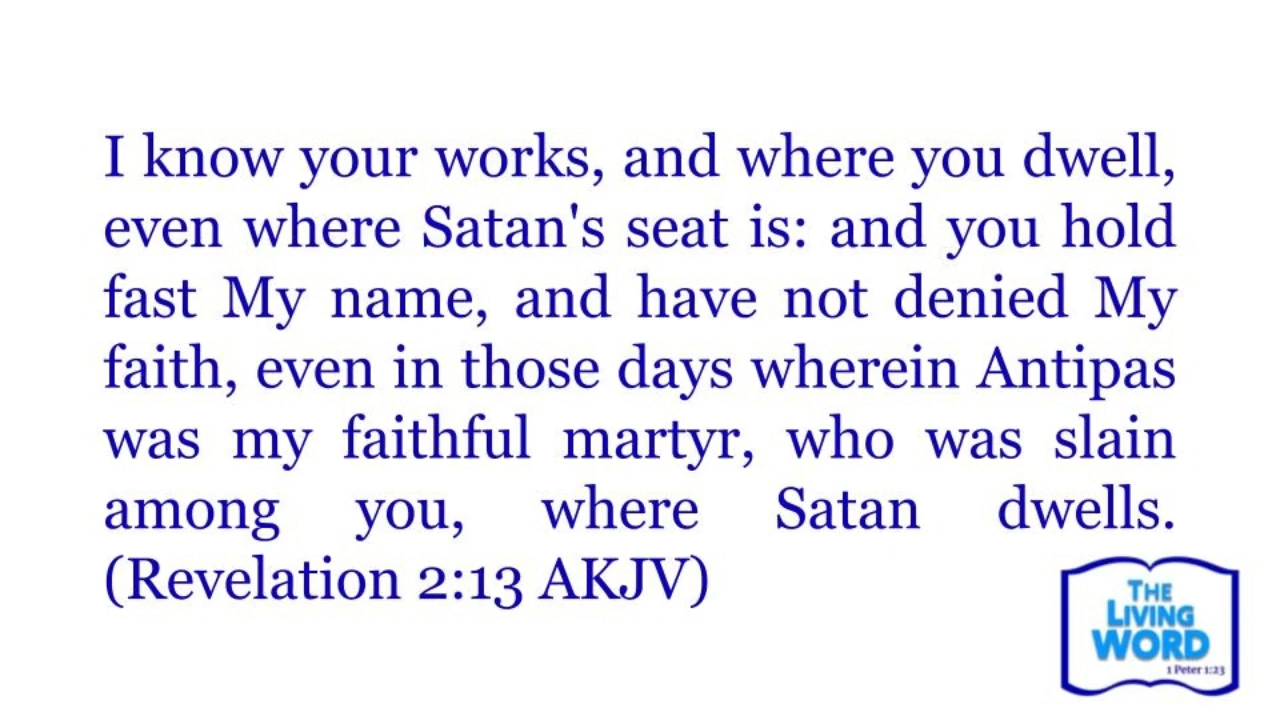 I know your works, and where you dwell,
even where Satan's seat is: and you hold
fast My name, and have not denied My
faith, even in those days wherein Antipas
was my faithful martyr, who was slain
among you, where Satan dwells.
(Revelation 2:13 AKJV)
THE
LIVING
WORD
1 Peter 1:23